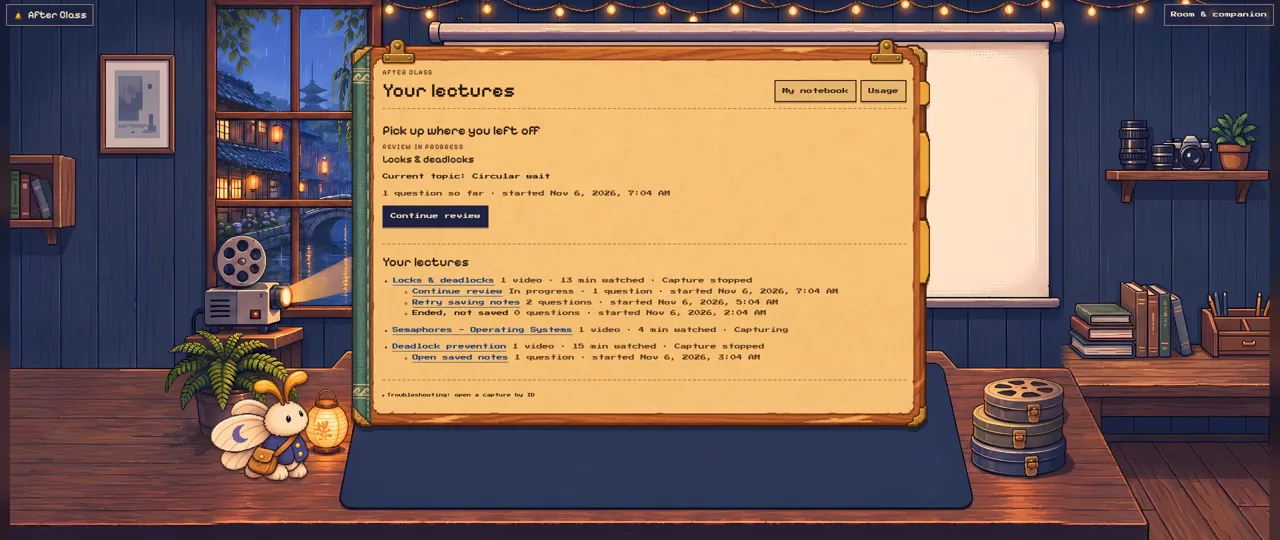 After Class
Room & companion
AFTER CLASS
Your lectures
My notebook
Usage
Pick up where you left off
REVIEW IN PROGRESS
Locks & deadlocks
Current topic: Circular wait
1 question so far · started Nov 6, 2026, 7:04 AM
Continue review
Your lectures
Locks & deadlocks 1 video · 13 min watched · Capture stopped
Continue review In progress · 1 question · started Nov 6, 2026, 7:04 AM
Retry saving notes 2 questions · started Nov 6, 2026, 5:04 AM
Ended, not saved 0 questions · started Nov 6, 2026, 2:04 AM
Semaphores - Operating Systems 1 video · 4 min watched · Capturing
Deadlock prevention 1 video · 15 min watched · Capture stopped
Open saved notes 1 question · started Nov 6, 2026, 3:04 AM
Troubleshooting: open a capture by ID